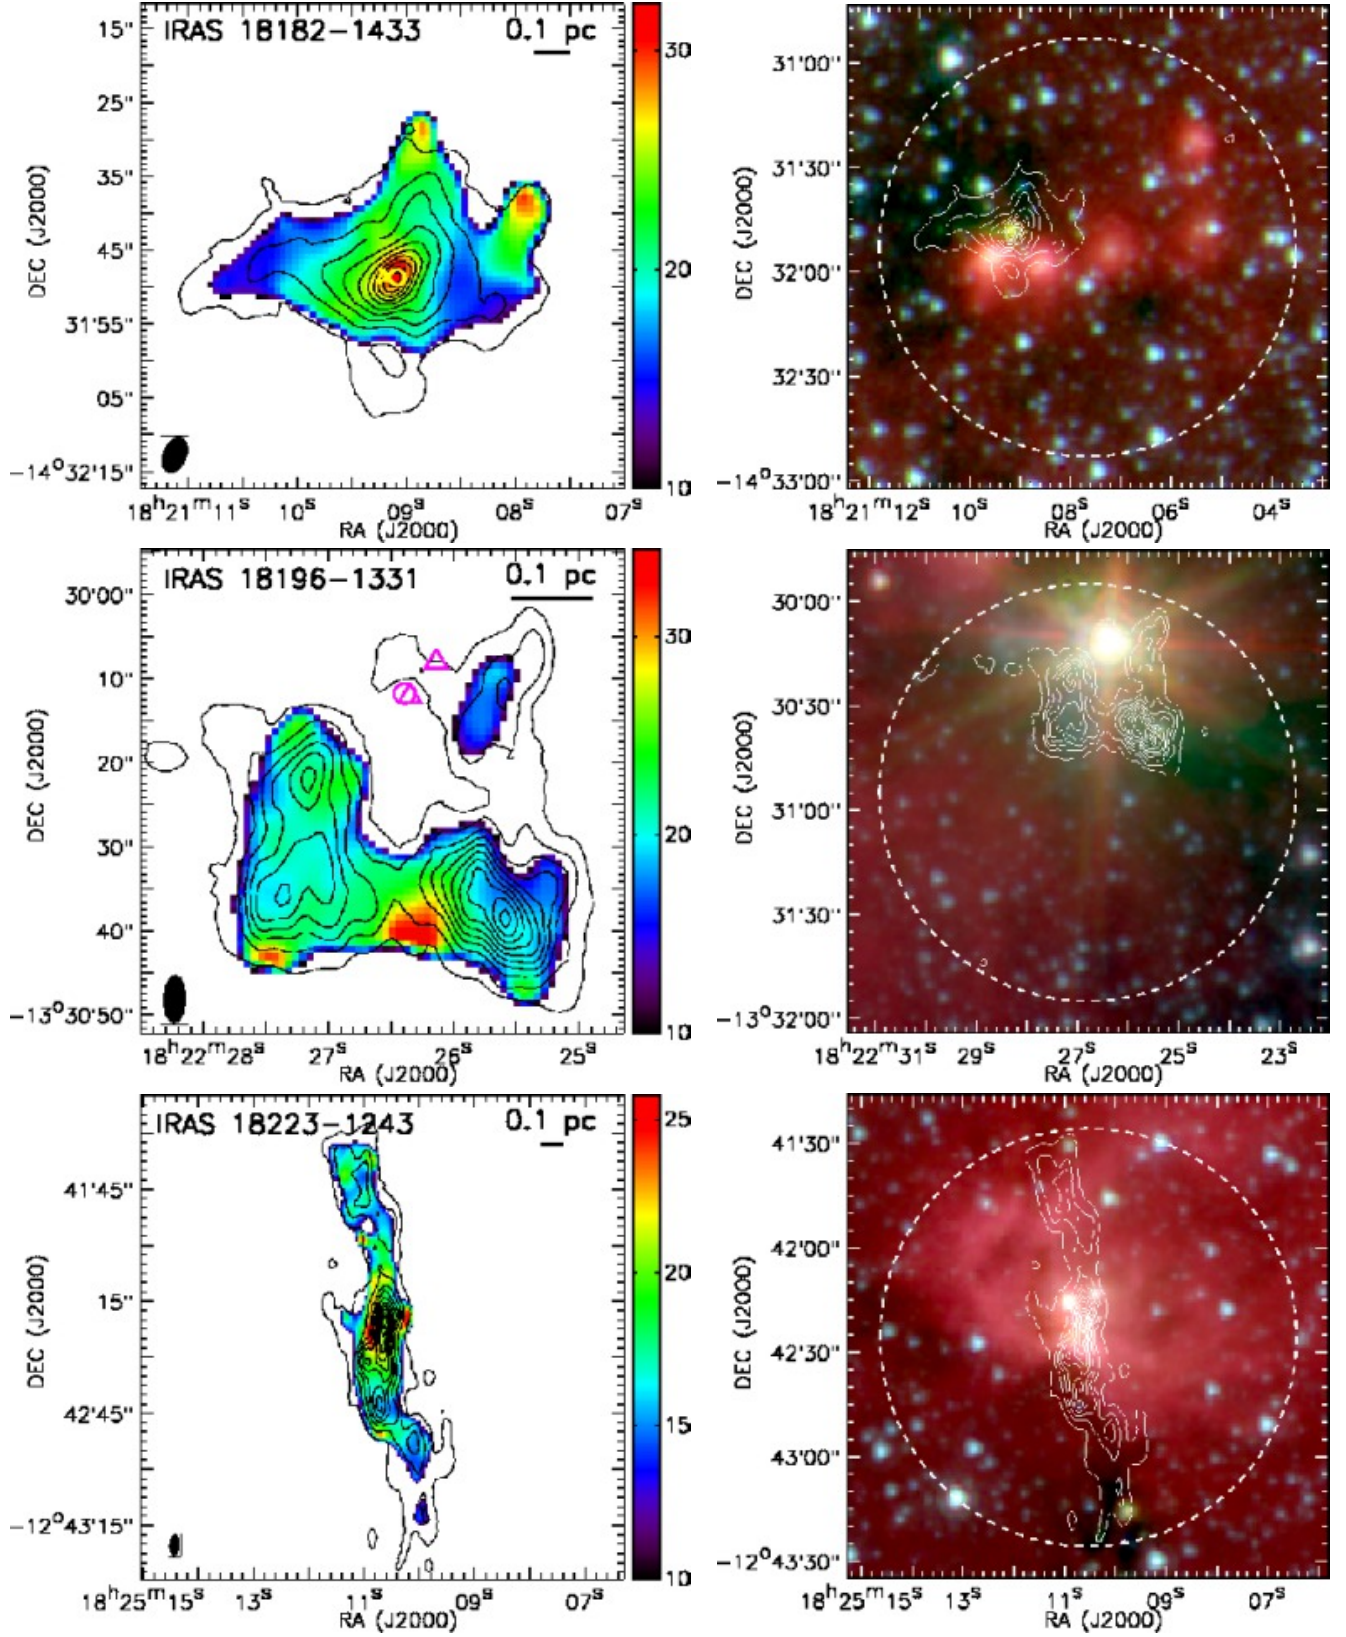 IRAS 18182-1433 0.1 pc
15"
25"
35"
45"
31'55"
05"
-14°32'15"
18ʰ21ᵐ11ˢ 10ˢ 09ˢ 08ˢ 07ˢ
RA (J2000)
DEC (J2000)
30
20
10
31'00"
31'30"
32'00"
32'30"
-14°33'00"
18ʰ21ᵐ12ˢ 10ˢ 08ˢ 06ˢ 04ˢ
RA (J2000)
DEC (J2000)
IRAS 18196-1331 0.1 pc
30'00"
10"
20"
30"
40"
-13°30'50"
18ʰ22ᵐ28ˢ 27ˢ 26ˢ 25ˢ
RA (J2000)
DEC (J2000)
30
20
10
30'00"
30'30"
31'00"
31'30"
-13°32'00"
18ʰ22ᵐ31ˢ 29ˢ 27ˢ 25ˢ 23ˢ
RA (J2000)
DEC (J2000)
IRAS 18223-1243 0.1 pc
41'45"
15"
42'45"
-12°43'15"
18ʰ25ᵐ15ˢ 13ˢ 11ˢ 09ˢ 07ˢ
RA (J2000)
DEC (J2000)
25
20
15
10
41'30"
42'00"
42'30"
43'00"
-12°43'30"
18ʰ25ᵐ15ˢ 13ˢ 11ˢ 09ˢ 07ˢ
RA (J2000)
DEC (J2000)